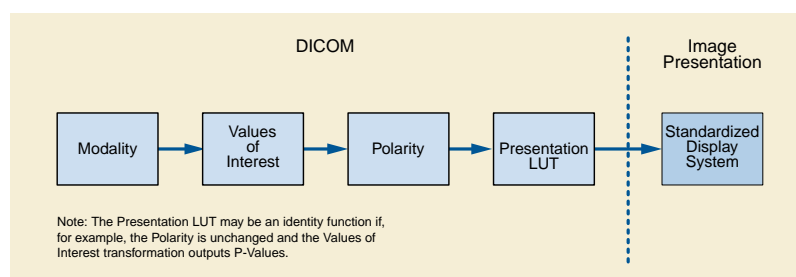 DICOM
Image
Presentation
Modality
Values
of
Interest
Polarity
Presentation
LUT
Standardized
Display
System
Note: The Presentation LUT may be an identity function if,
for example, the Polarity is unchanged and the Values of
Interest transformation outputs P-Values.